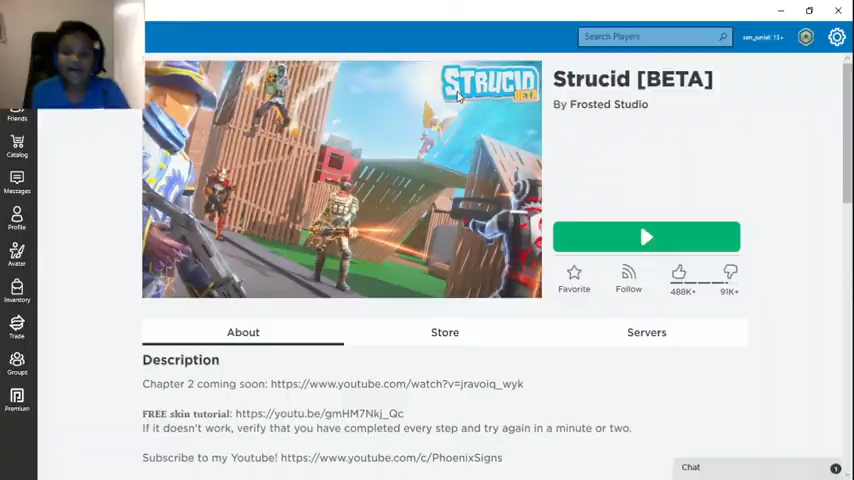 Search Players
sen_juniel: 13+
STRUCID
BETA
Strucid [BETA]
By Frosted Studio
Friends
Catalog
Messages
Profile
Avatar
Inventory
Trade
Groups
Premium
Favorite
Follow
488K+
91K+
About
Store
Servers
Description
Chapter 2 coming soon: https://www.youtube.com/watch?v=jravoiq_wyk
FREE skin tutorial: https://youtu.be/gmHM7Nkj_Qc
If it doesn't work, verify that you have completed every step and try again in a minute or two.
Subscribe to my Youtube! https://www.youtube.com/c/PhoenixSigns
Chat
1